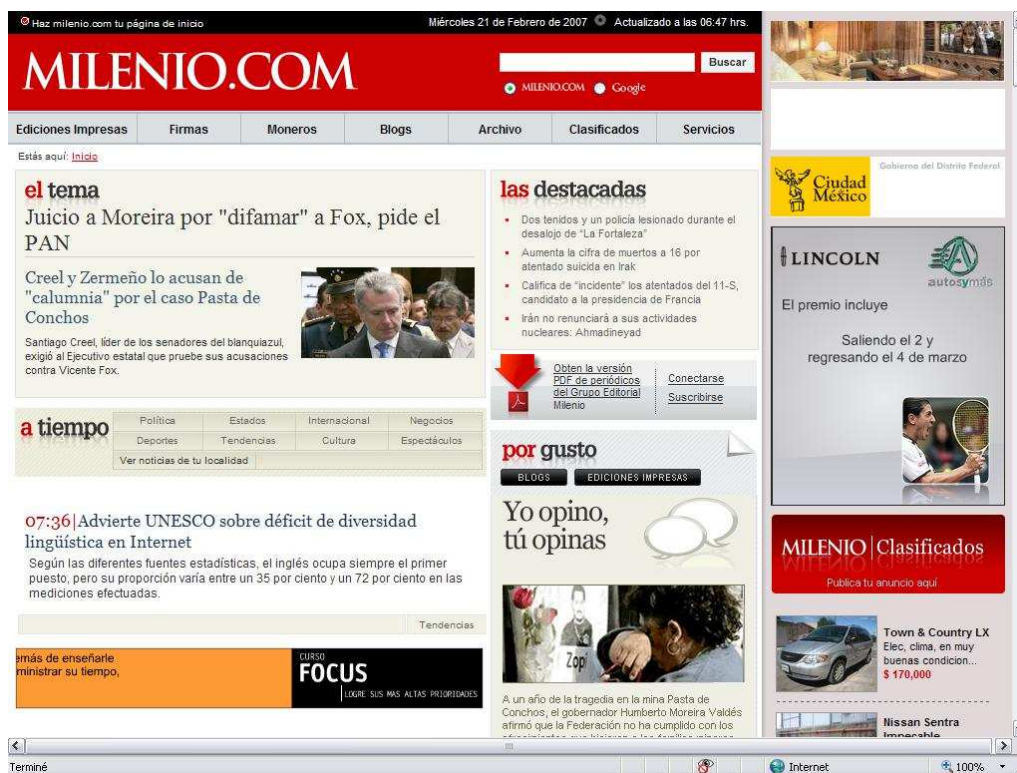 Haz milenio.com tu página de inicio
Miércoles 21 de Febrero de 2007
Actualizado a las 06:47 hrs.
MILENIO.COM
Buscar
MILENIO.COM
Google
Ediciones Impresas
Firmas
Moneros
Blogs
Archivo
Clasificados
Servicios
Estás aquí: Inicio
el tema
Juicio a Moreira por "difamar" a Fox, pide el
PAN
Creel y Zermeño lo acusan de
"calumnia" por el caso Pasta de
Conchos
Santiago Creel, líder de los senadores del blanquiazul,
exigió al Ejecutivo estatal que pruebe sus acusaciones
contra Vicente Fox.
a tiempo
Política
Estados
Internacional
Negocios
Deportes
Tendencias
Cultura
Espectáculos
Ver noticias de tu localidad
07:36|Advierte UNESCO sobre déficit de diversidad
lingüística en Internet
Según las diferentes fuentes estadísticas, el inglés ocupa siempre el primer
puesto, pero su proporción varía entre un 35 por ciento y un 72 por ciento en las
mediciones efectuadas.
Tendencias
emás de enseñarle
ministrar su tiempo,
CURSO
FOCUS
LOGRE SUS MAS ALTAS PRIORIDADES
las destacadas
Dos tenidos y un policía lesionado durante el
desalojo de "La Fortaleza"
Aumenta la cifra de muertos a 16 por
atentado suicida en Irak
Califica de "incidente" los atentados del 11-S,
candidato a la presidencia de Francia
Irán no renunciará a sus actividades
nucleares: Ahmadineyad
Obten la versión
PDF de periódicos
del Grupo Editorial
Milenio
Conectarse
Suscribirse
por gusto
BLOGS
EDICIONES IMPRESAS
Yo opino,
tú opinas
Zopi
A un año de la tragedia en la mina Pasta de
Conchos, el gobernador Humberto Moreira Valdés
afirmó que la Federación no ha cumplido con los
Ciudad
México
Gobierno del Distrito Federal
LINCOLN
autosymás
El premio incluye
Saliendo el 2 y
regresando el 4 de marzo
MILENIO | Clasificados
Publica tu anuncio aquí
Town & Country LX
Elec, clima, en muy
buenas condicion...
$ 170,000
Nissan Sentra
Impecable
Terminé
Internet
100%